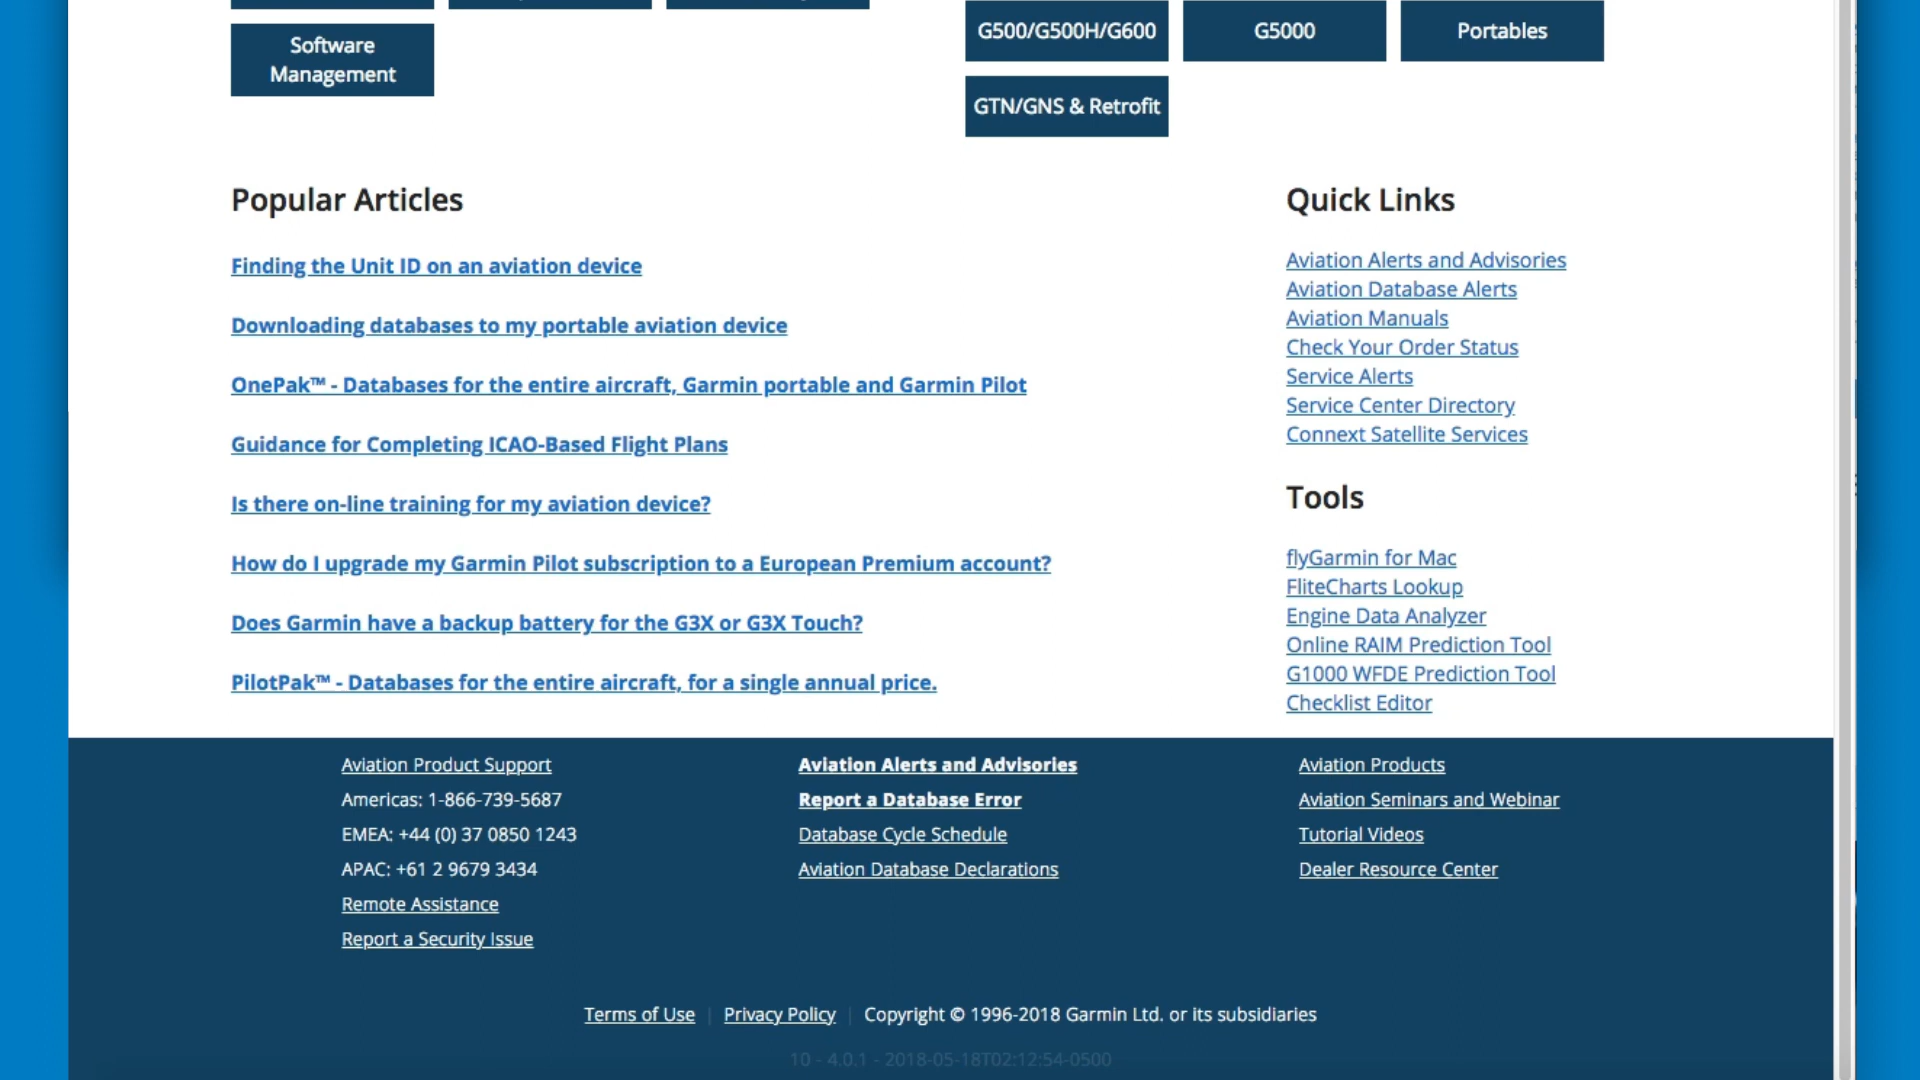 Software
Management
G500/G500H/G600
G5000
Portables
GTN/GNS & Retrofit
Popular Articles
Finding the Unit ID on an aviation device
Downloading databases to my portable aviation device
OnePak™ - Databases for the entire aircraft, Garmin portable and Garmin Pilot
Guidance for Completing ICAO-Based Flight Plans
Is there on-line training for my aviation device?
How do I upgrade my Garmin Pilot subscription to a European Premium account?
Does Garmin have a backup battery for the G3X or G3X Touch?
PilotPak™ - Databases for the entire aircraft, for a single annual price.
Quick Links
Aviation Alerts and Advisories
Aviation Database Alerts
Aviation Manuals
Check Your Order Status
Service Alerts
Service Center Directory
Connext Satellite Services
Tools
flyGarmin for Mac
FliteCharts Lookup
Engine Data Analyzer
Online RAIM Prediction Tool
G1000 WFDE Prediction Tool
Checklist Editor
Aviation Product Support
Americas: 1-866-739-5687
EMEA: +44 (0) 37 0850 1243
APAC: +61 2 9679 3434
Remote Assistance
Report a Security Issue
Aviation Alerts and Advisories
Report a Database Error
Database Cycle Schedule
Aviation Database Declarations
Aviation Products
Aviation Seminars and Webinar
Tutorial Videos
Dealer Resource Center
Terms of Use | Privacy Policy | Copyright © 1996-2018 Garmin Ltd. or its subsidiaries
10 - 4.0.1 - 2018-05-18T02:12:54-0500